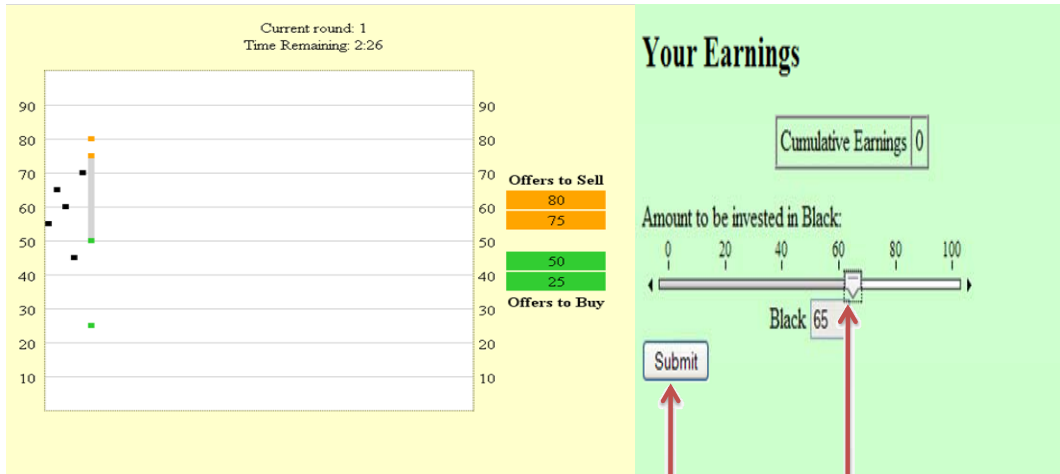 Current round: 1
Time Remaining: 2:26
90
80
70
60
50
40
30
20
10
90
80
70
60
50
40
30
20
10
Offers to Sell
80
75
50
25
Offers to Buy
Your Earnings
Cumulative Earnings 0
Amount to be invested in Black:
0 20 40 60 80 100
Black 65
Submit